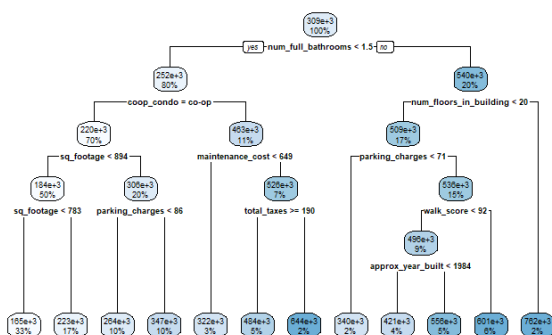 309e+3
100%
yes num_full_bathrooms < 1.5 no
252e+3 540e+3
80% 20%
coop_condo = co-op num_floors_in_building < 20
220e+3 463e+3 509e+3
70% 11% 17%
sq_footage < 894 maintenance_cost < 649 parking_charges < 71
184e+3 306e+3 526e+3 536e+3
50% 20% 7% 15%
sq_footage < 783 parking_charges < 86 total_taxes >= 190 walk_score < 92
496e+3
9%
approx_year_built < 1984
165e+3 223e+3 264e+3 347e+3 322e+3 484e+3 644e+3 340e+3 421e+3 556e+3 601e+3 762e+3
33% 17% 10% 10% 3% 5% 2% 2% 4% 5% 6% 2%